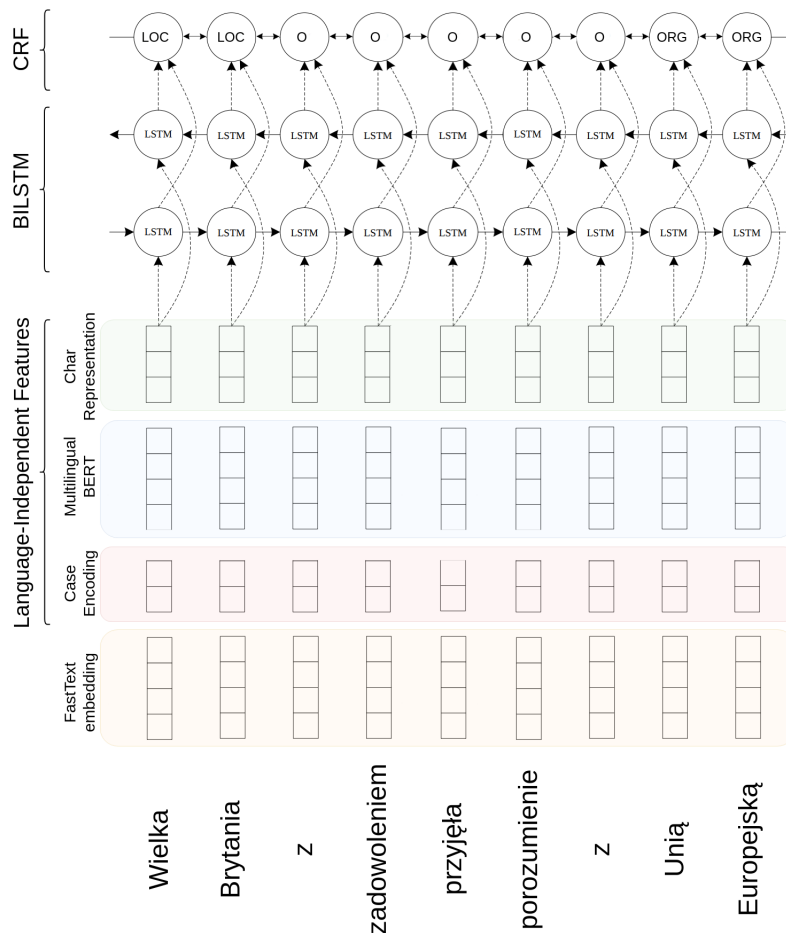 CRF
LOC LOC O O O O O ORG ORG
BILSTM
LSTM LSTM LSTM LSTM LSTM LSTM LSTM LSTM LSTM
LSTM LSTM LSTM LSTM LSTM LSTM LSTM LSTM LSTM
Language-Independent Features
Char
Representation
Multilingual
BERT
Case
Encoding
FastText
embedding
Wielka
Brytania
z
zadowoleniem
przyjęła
porozumienie
z
Unią
Europejską